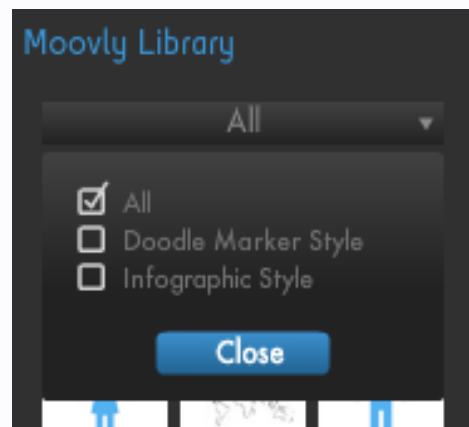 Moovly Library
All
All
Doodle Marker Style
Infographic Style
Close